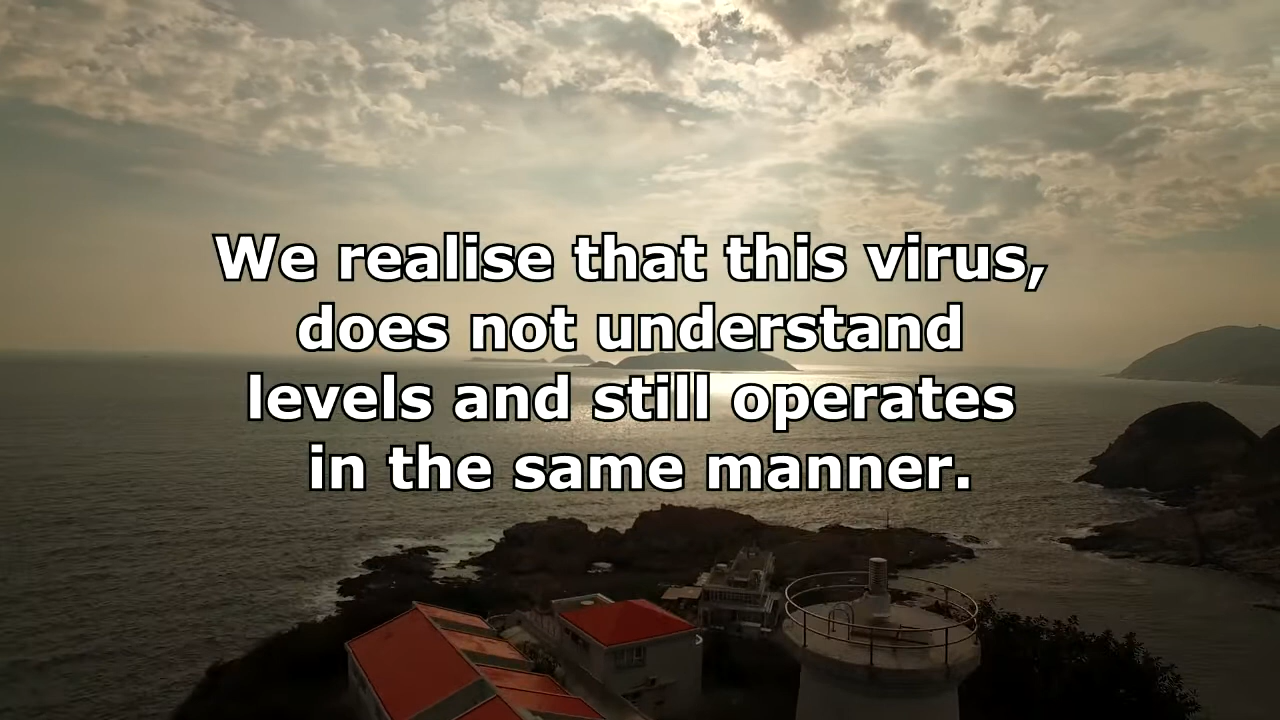 We realise that this virus,
does not understand
levels and still operates
in the same manner.